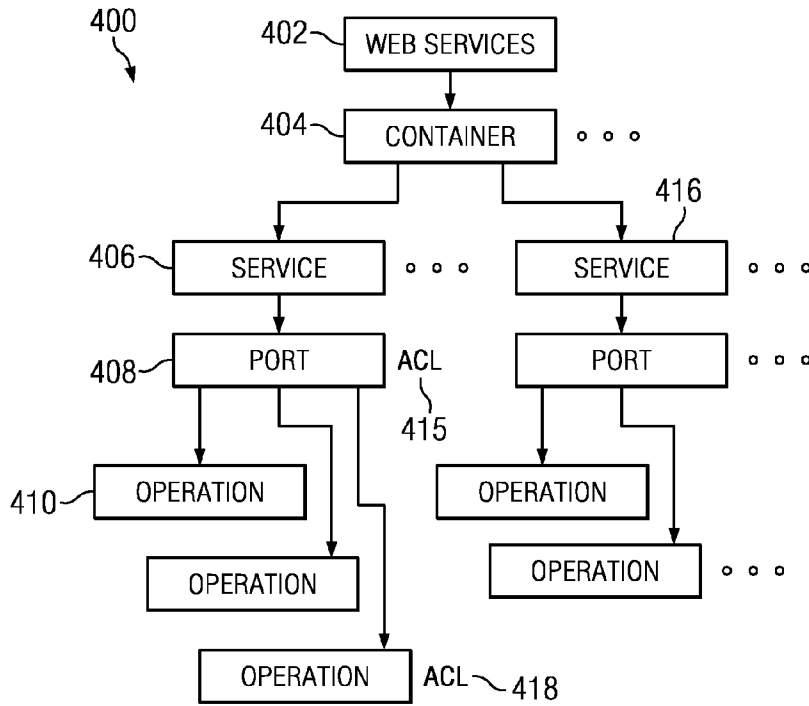 400
402 WEB SERVICES
404 CONTAINER
416
406 SERVICE SERVICE
408 PORT ACL PORT
415
410 OPERATION OPERATION
OPERATION OPERATION
OPERATION ACL 418